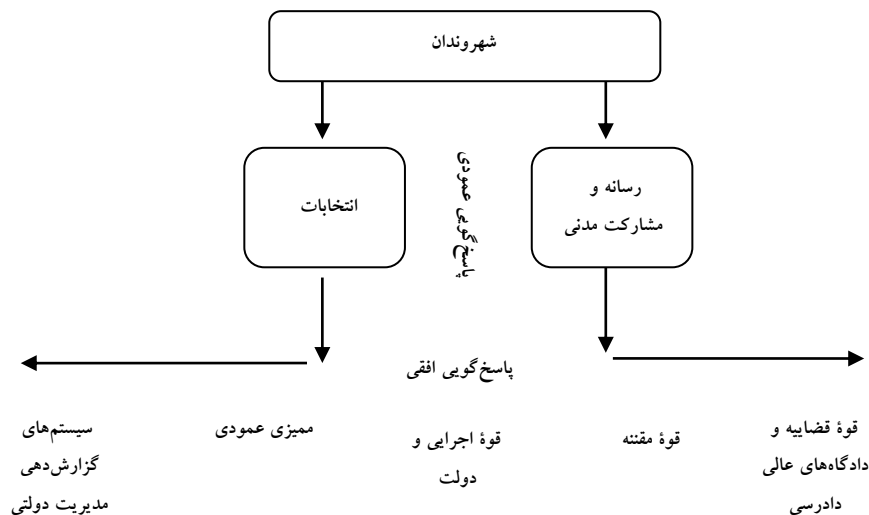 شهروندان
رسانه و
مشارکت مدنی
پاسخ‌گویی عمودی
انتخابات
پاسخ‌گویی افقی
قوهٔ قضاییه و
دادگاه‌های عالی
دادرسی
قوهٔ مقننه
قوهٔ اجرایی و
دولت
ممیزی عمودی
سیستم‌های
گزارش‌دهی
مدیریت دولتی